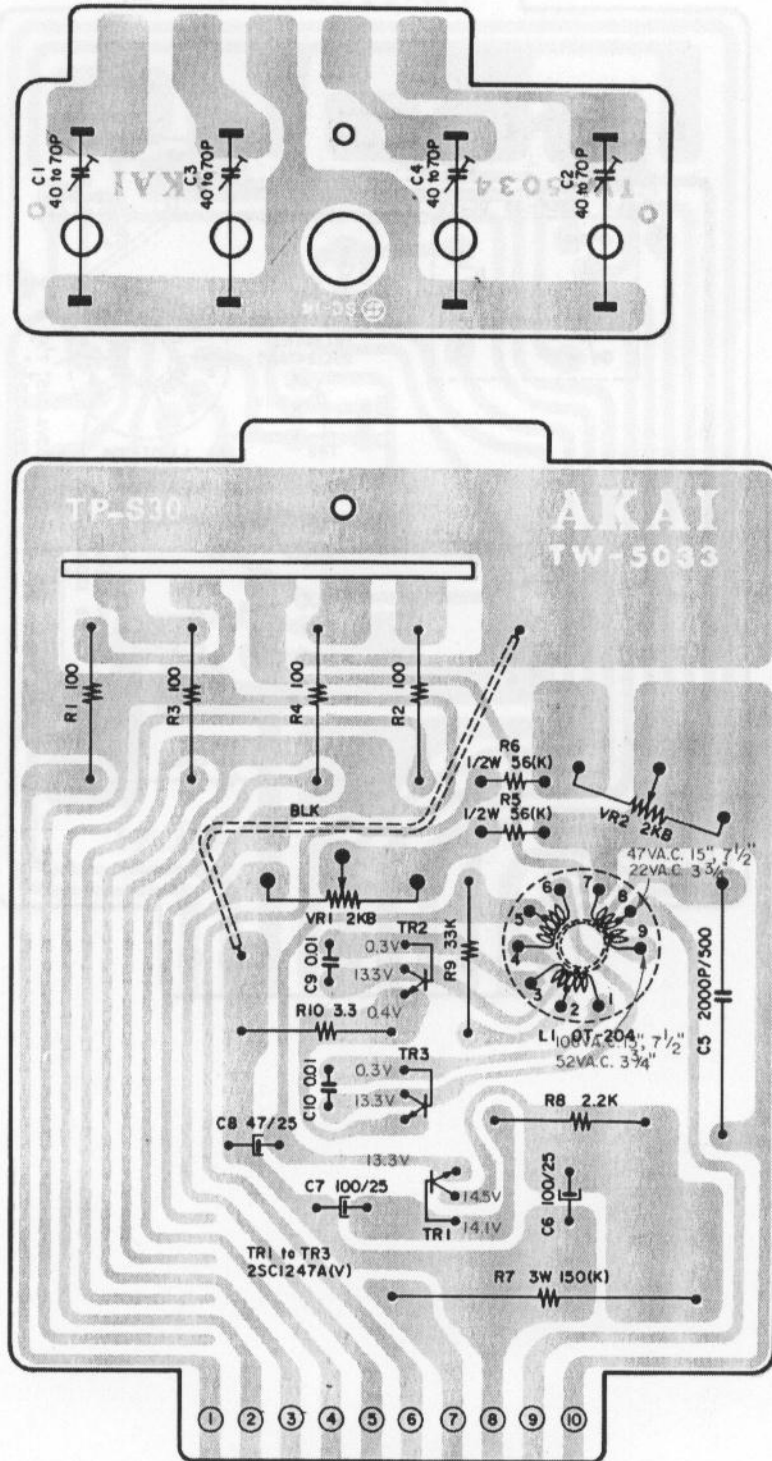 C1
40 to 70P
C3
40 to 70P
C4
40 to 70P
C2
40 to 70P
AKAI
TW-5034
TP-S30
AKAI
TW-5033
R1 100
R3 100
R4 100
R2 100
R6
1/2W 56(K)
R5
1/2W 56(K)
BLK
VR2 2KB
47VA.C. 15", 7 1/2"
22VA.C. 3 3/4"
VR1 2KB
TR2
0.3V
13.3V
0.4V
C9 0.01
R9 33K
6
7
5
8
4
9
3
2
1
L1 OT-204
100VA.C. 15", 7 1/2"
52VA.C. 3 3/4"
C5 2000P/500
R10 3.3
TR3
0.3V
13.3V
C10 0.01
R8 2.2K
C8 47/25
13.3V
C7 100/25
14.5V
14.1V
TR1
C6 100/25
TR1 to TR3
2SC1247A(V)
R7 3W 150(K)
1 2 3 4 5 6 7 8 9 10